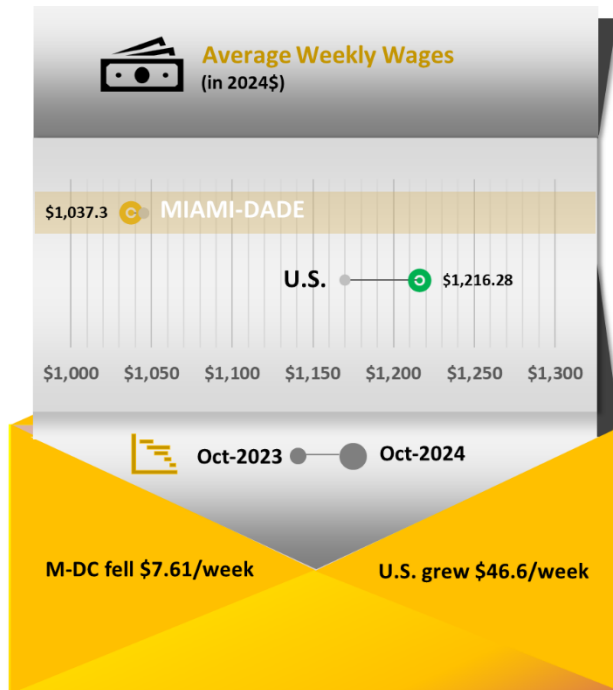 Average Weekly Wages
(in 2024$)
$1,037.3 MIAMI-DADE
U.S. $1,216.28
$1,000 $1,050 $1,100 $1,150 $1,200 $1,250 $1,300
Oct-2023 Oct-2024
M-DC fell $7.61/week U.S. grew $46.6/week